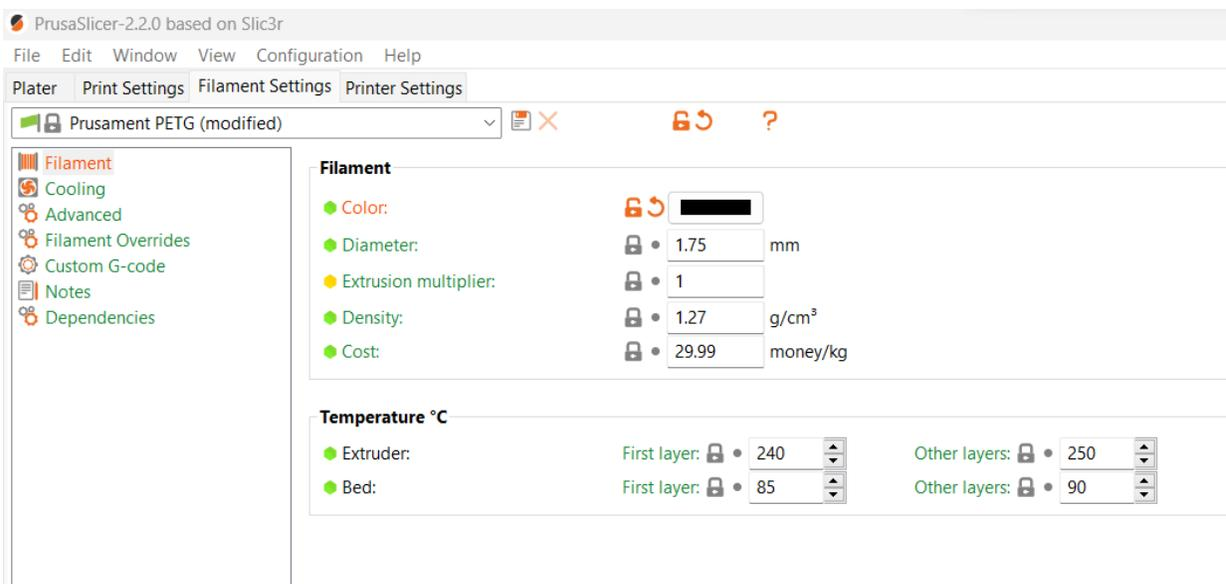 PrusaSlicer-2.2.0 based on Slic3r
File Edit Window View Configuration Help
Plater Print Settings Filament Settings Printer Settings
Prusament PETG (modified) ?
Filament
Cooling
Advanced
Filament Overrides
Custom G-code
Notes
Dependencies
Filament
Color:
Diameter: 1.75 mm
Extrusion multiplier: 1
Density: 1.27 g/cm³
Cost: 29.99 money/kg
Temperature °C
Extruder: First layer: 240 Other layers: 250
Bed: First layer: 85 Other layers: 90